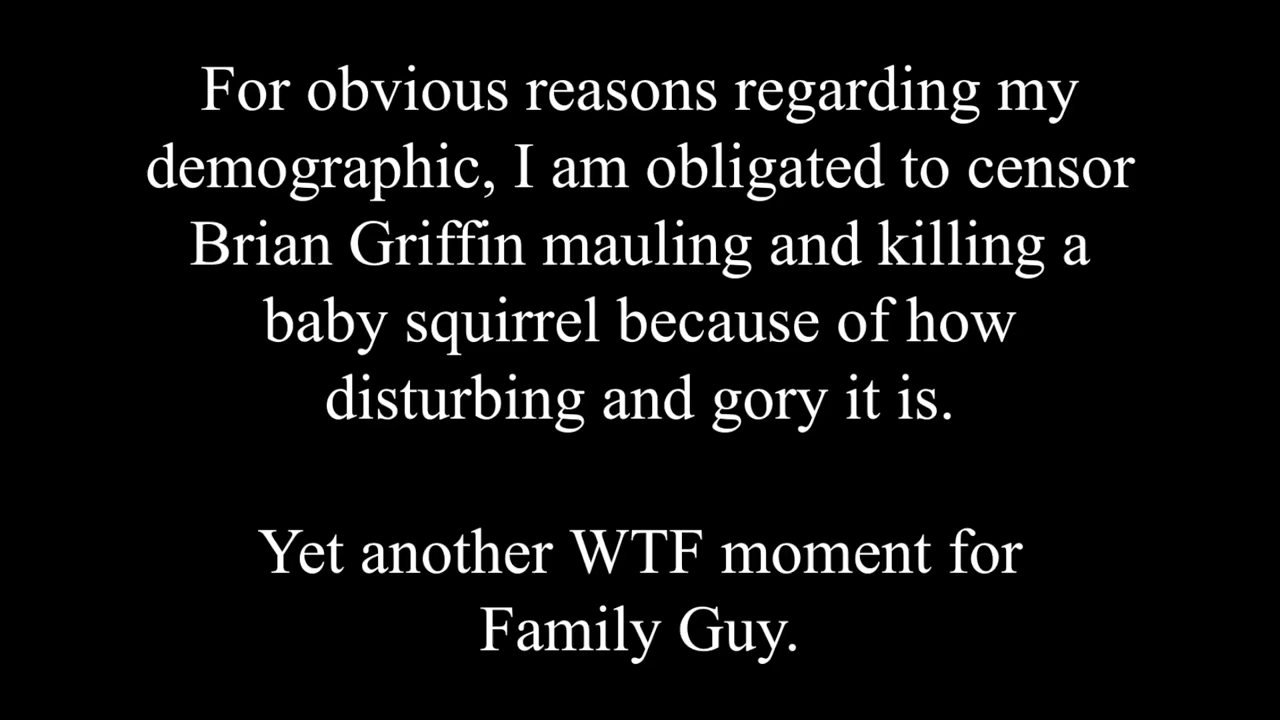 For obvious reasons regarding my
demographic, I am obligated to censor
Brian Griffin mauling and killing a
baby squirrel because of how
disturbing and gory it is.
Yet another WTF moment for
Family Guy.